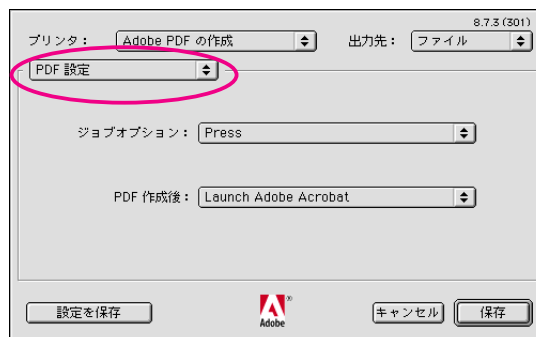 8.7.3 (301)
プリンタ： Adobe PDF の作成 出力先： ファイル
PDF 設定
ジョブオプション： Press
PDF 作成後： Launch Adobe Acrobat
設定を保存 Adobe ® キャンセル 保存